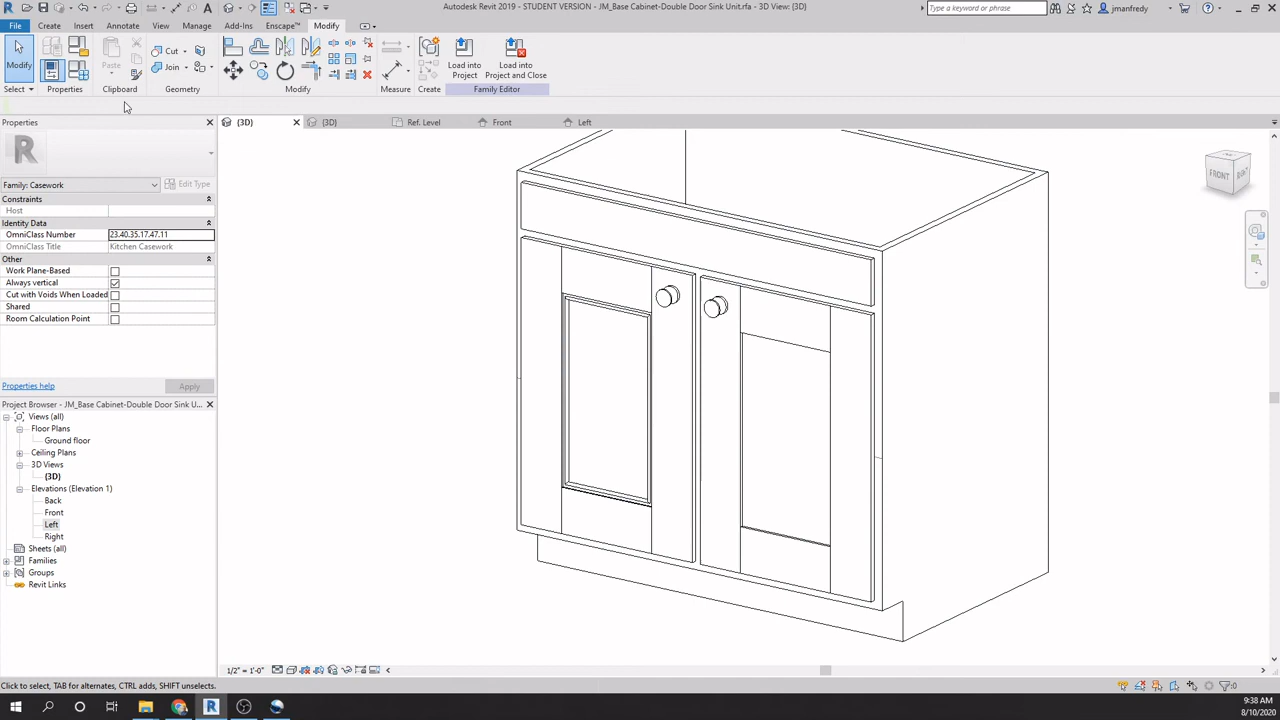 Autodesk Revit 2019 - STUDENT VERSION - JM_Base Cabinet-Double Door Sink Unit.rfa - 3D View: {3D}
Type a keyword or phrase
jmanfredy
File
Create
Insert
Annotate
View
Manage
Add-Ins
Enscape™
Modify
Modify
Paste
Cut
Join
Load into
Project
Load into
Project and Close
Select
Properties
Clipboard
Geometry
Modify
Measure
Create
Family Editor
Properties
{3D}
{3D}
Ref. Level
Front
Left
R
Family: Casework
Edit Type
Constraints
Host
Identity Data
OmniClass Number
23.40.35.17.47.11
OmniClass Title
Kitchen Casework
Other
Work Plane-Based
Always vertical
Cut with Voids When Loaded
Shared
Room Calculation Point
Properties help
Apply
Project Browser - JM_Base Cabinet-Double Door Sink U...
Views (all)
Floor Plans
Ground floor
Ceiling Plans
3D Views
{3D}
Elevations (Elevation 1)
Back
Front
Left
Right
Sheets (all)
Families
Groups
Revit Links
FRONT
1/2" = 1'-0"
Click to select, TAB for alternates, CTRL adds, SHIFT unselects.
:0
9:38 AM
8/10/2020